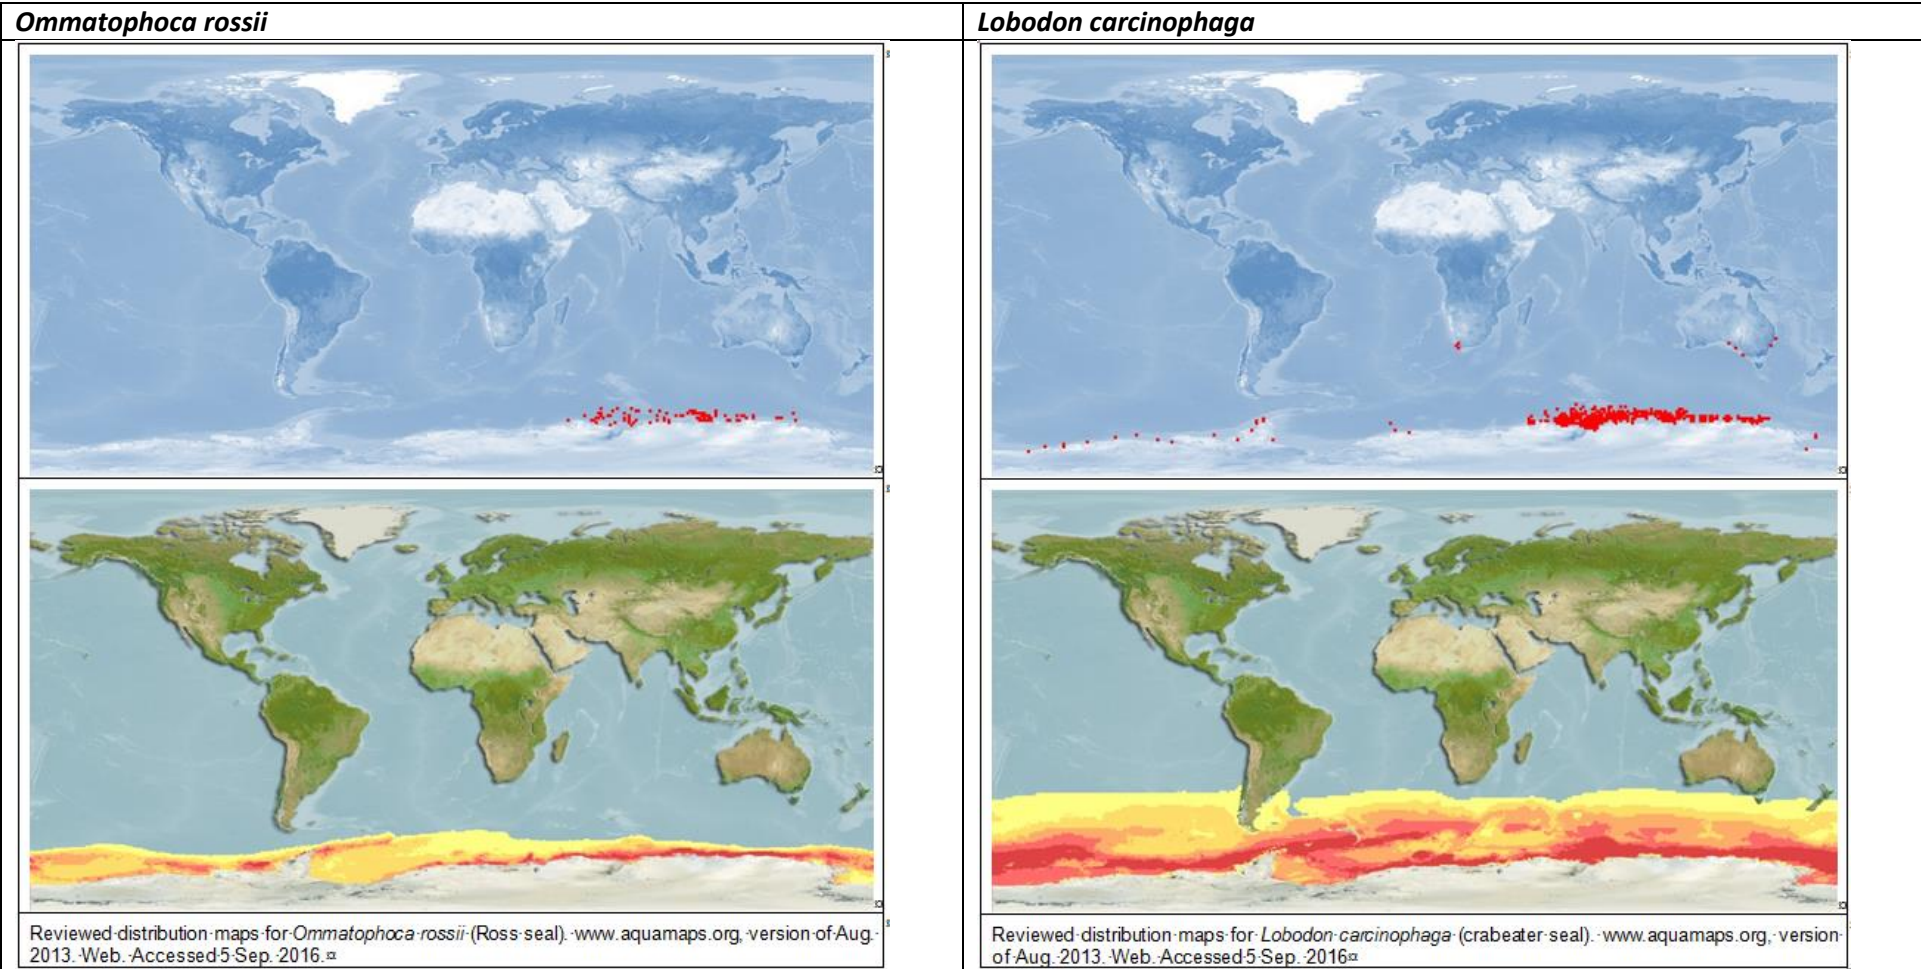 Ommatophoca rossii
Lobodon carcinophaga
Reviewed·distribution·maps·for·Ommatophoca·rossii·(Ross·seal).·www.aquamaps.org,·version·of·Aug.·
2013.·Web.·Accessed·5·Sep.·2016.¤
Reviewed·distribution·maps·for·Lobodon·carcinophaga·(crabeater·seal).·www.aquamaps.org,·version·
of·Aug.·2013.·Web.·Accessed·5·Sep.·2016¤